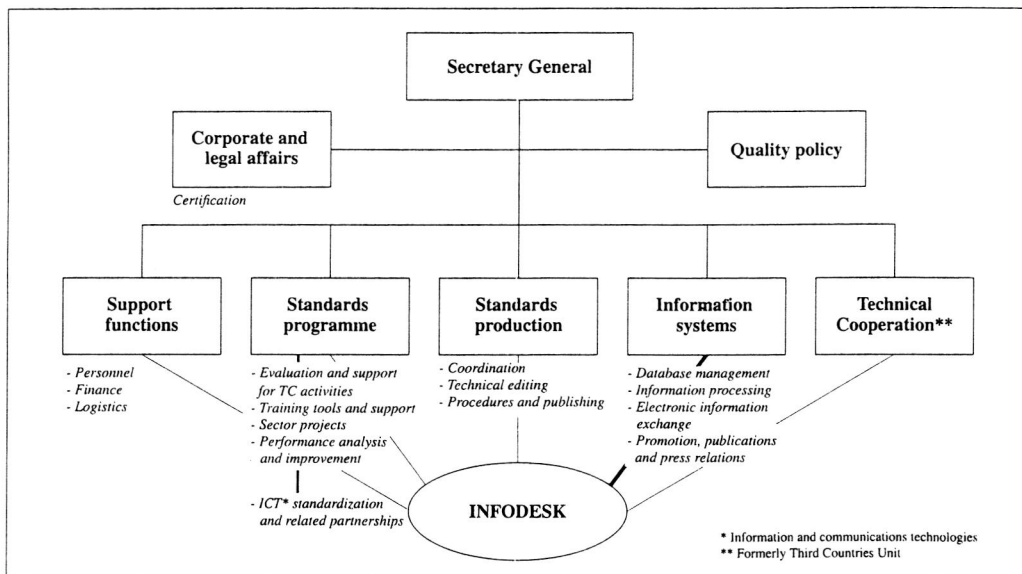 Secretary General
Corporate and
legal affairs
Certification
Quality policy
Support
functions
- Personnel
- Finance
- Logistics
Standards
programme
- Evaluation and support
for TC activities
- Training tools and support
- Sector projects
- Performance analysis
and improvement
- ICT* standardization
and related partnerships
Standards
production
- Coordination
- Technical editing
- Procedures and publishing
Information
systems
- Database management
- Information processing
- Electronic information
exchange
- Promotion, publications
and press relations
Technical
Cooperation**
INFODESK
* Information and communications technologies
** Formerly Third Countries Unit